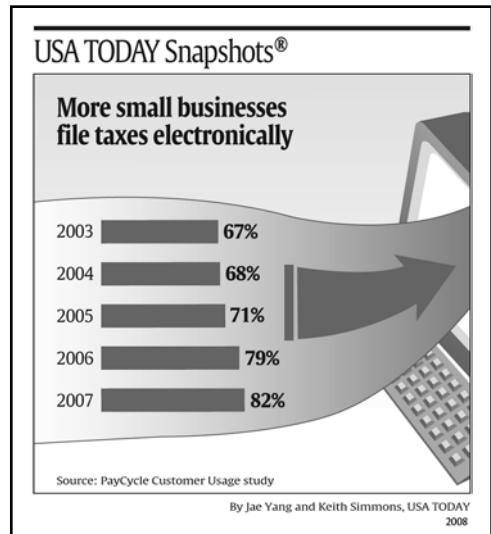 USA TODAY Snapshots®
More small businesses
file taxes electronically
2003 67%
2004 68%
2005 71%
2006 79%
2007 82%
Source: PayCycle Customer Usage study
By Jae Yang and Keith Simmons, USA TODAY
2008